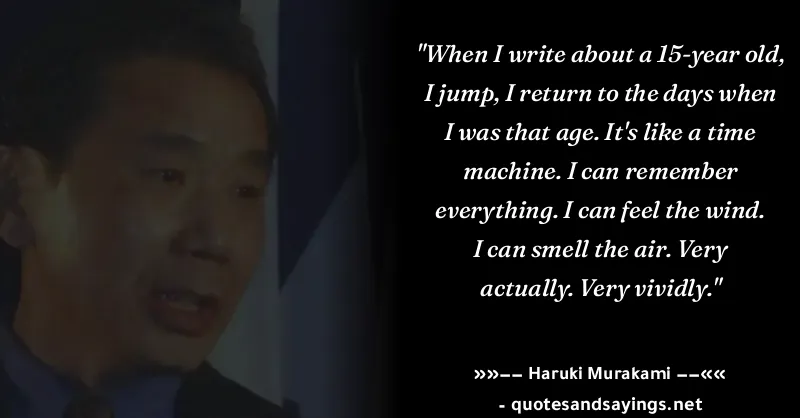 "When I write about a 15-year old,
I jump, I return to the days when
I was that age. It's like a time
machine. I can remember
everything. I can feel the wind.
I can smell the air. Very
actually. Very vividly."
»»—— Haruki Murakami ——««
- quotesandsayings.net